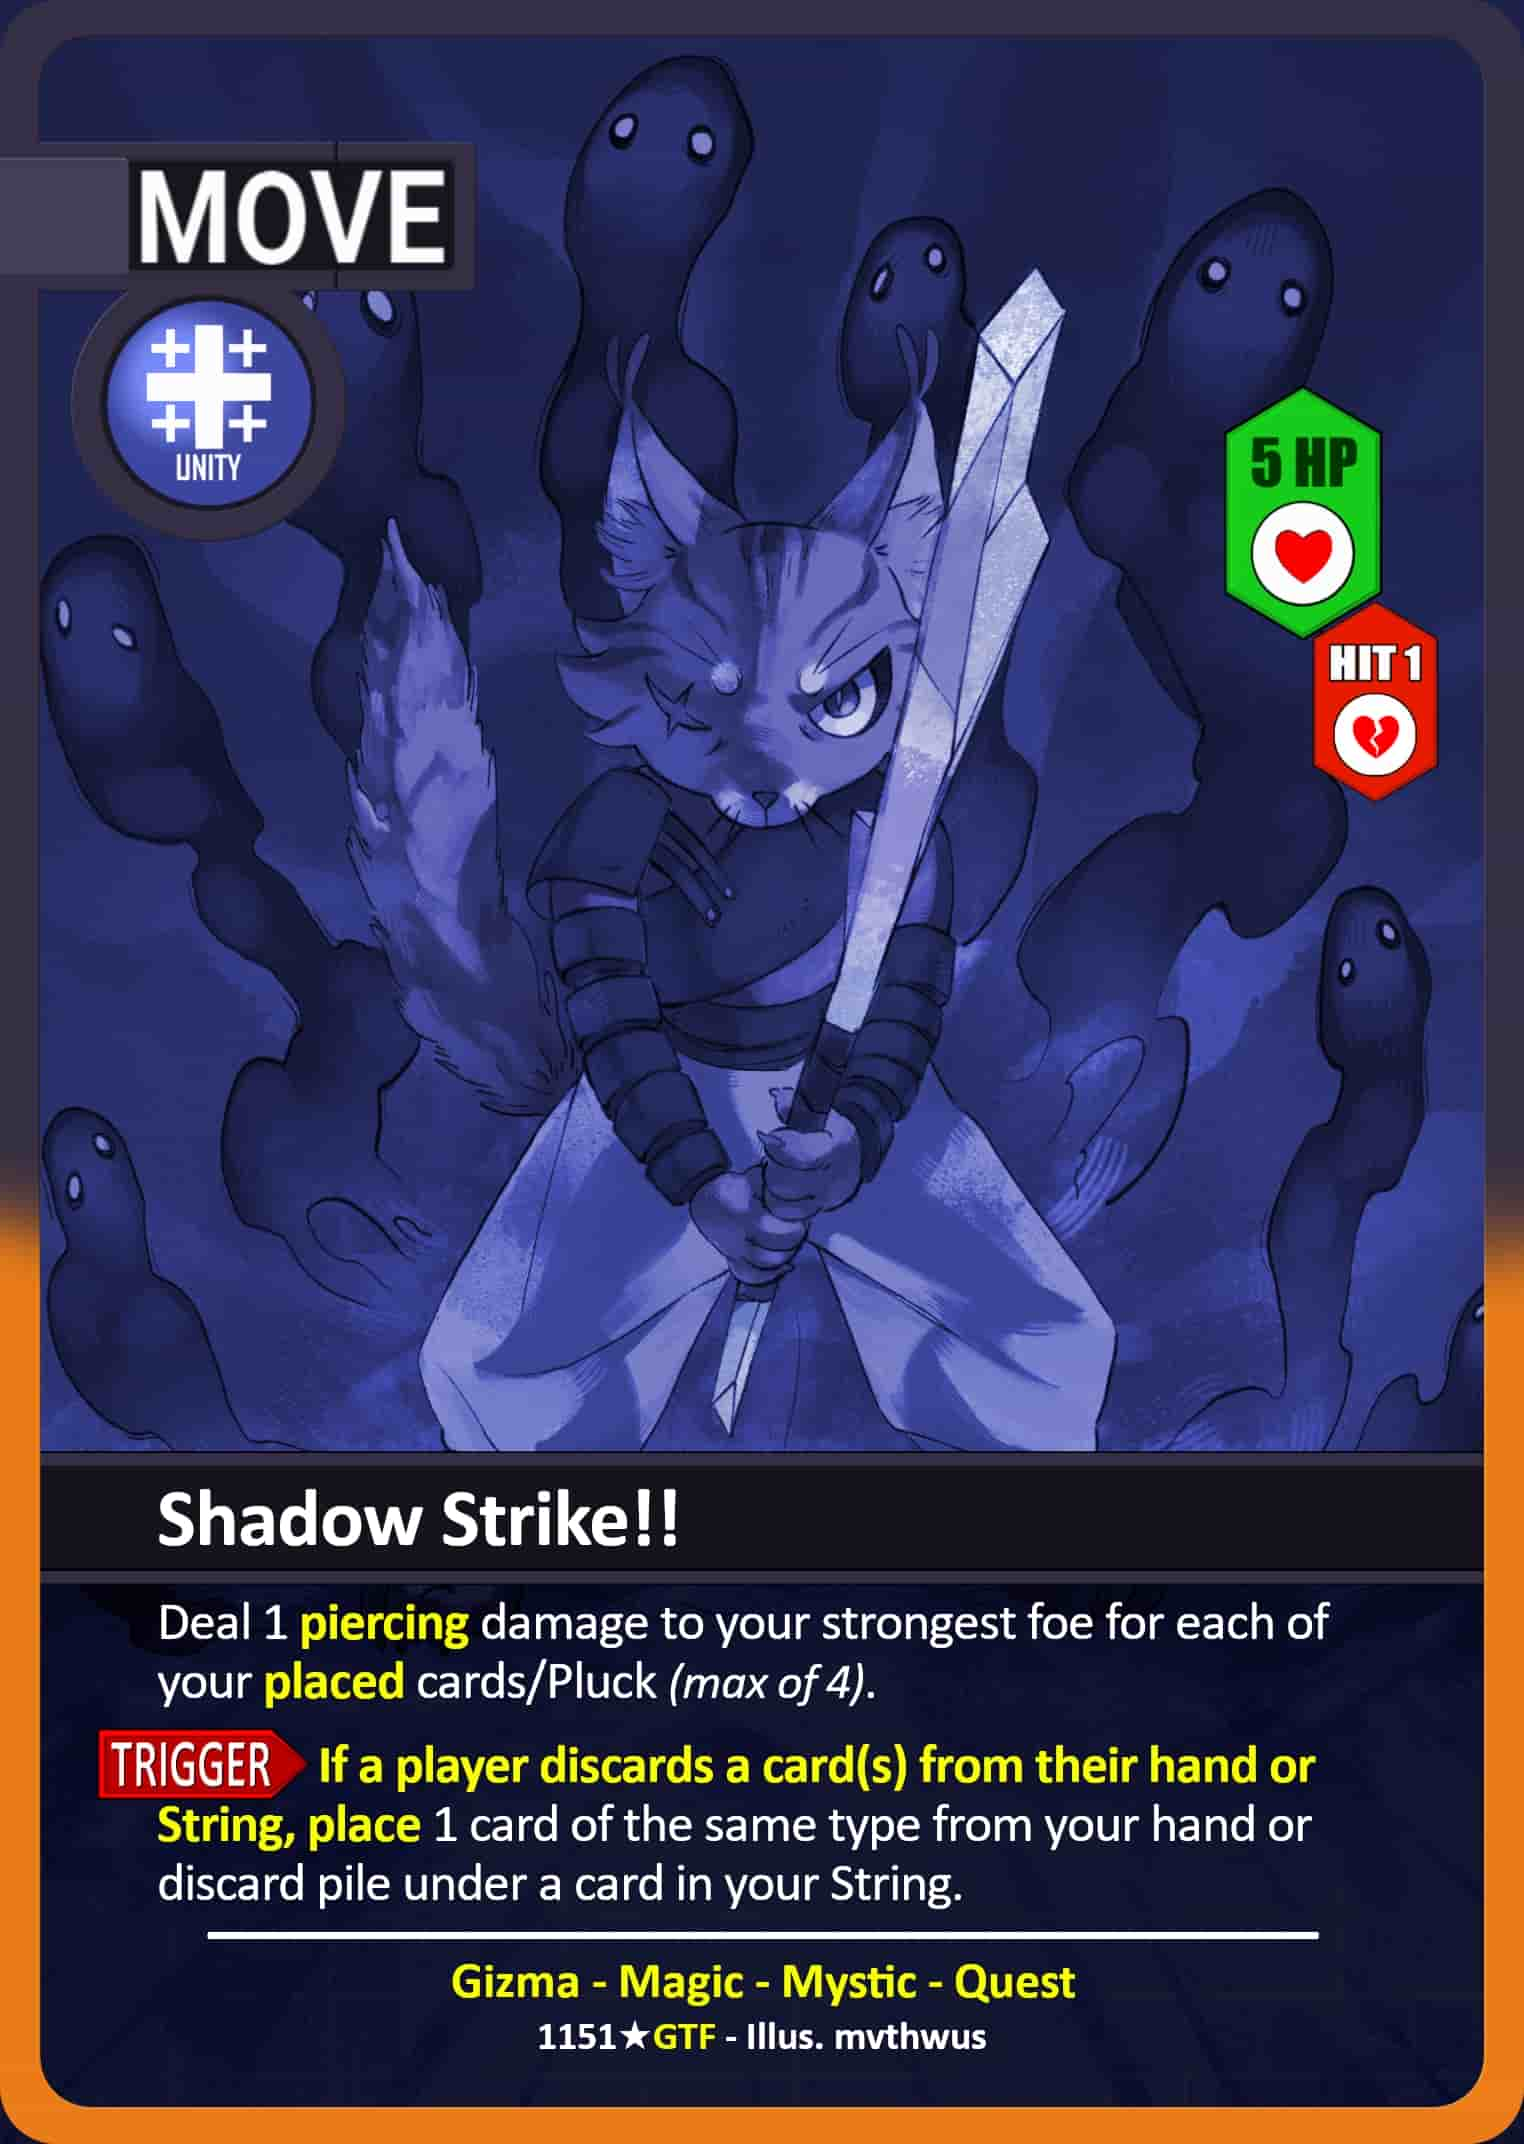 MOVE
UNITY
5 HP
HIT 1
Shadow Strike!!
Deal 1 piercing damage to your strongest foe for each of
your placed cards/Pluck (max of 4).
TRIGGER If a player discards a card(s) from their hand or
String, place 1 card of the same type from your hand or
discard pile under a card in your String.
Gizma - Magic - Mystic - Quest
1151★GTF - Illus. mvthwus